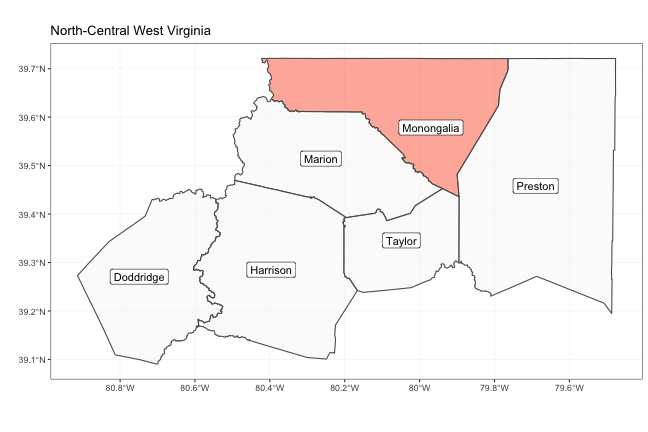 North-Central West Virginia
39.7°N
39.6°N
39.5°N
39.4°N
39.3°N
39.2°N
39.1°N
Monongalia
Marion
Preston
Taylor
Harrison
Doddridge
80.8°W
80.6°W
80.4°W
80.2°W
80°W
79.8°W
79.6°W